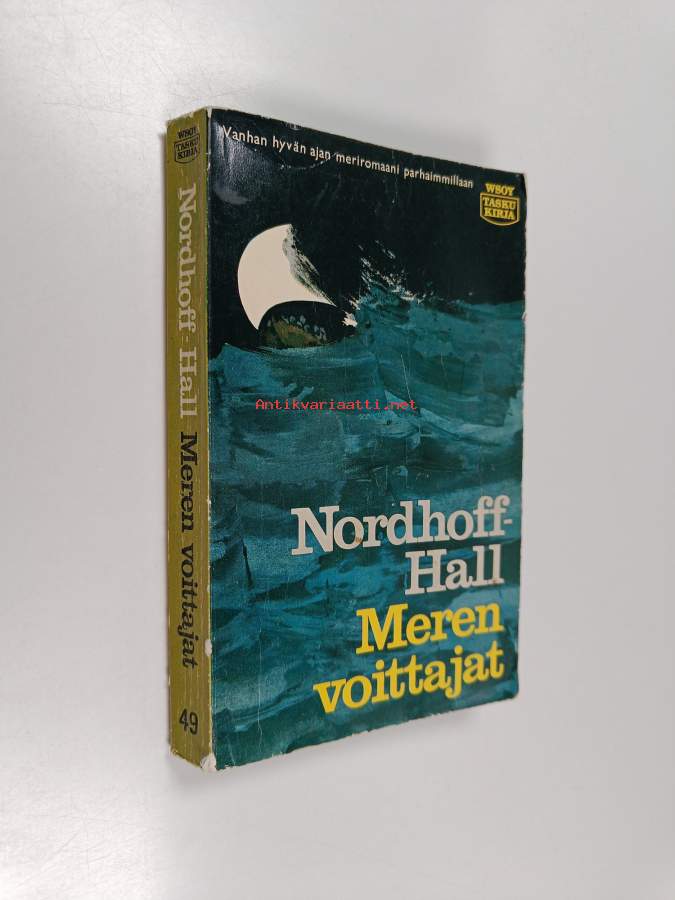 WSOY
TASKU
KIRJA
Nordhoff-Hall Meren voittajat
49
Vanhan hyvän ajan meriromaani parhaimmillaan
WSOY
TASKU
KIRJA
Antikvariaatti.net
Nordhoff-
Hall
Meren
voittajat